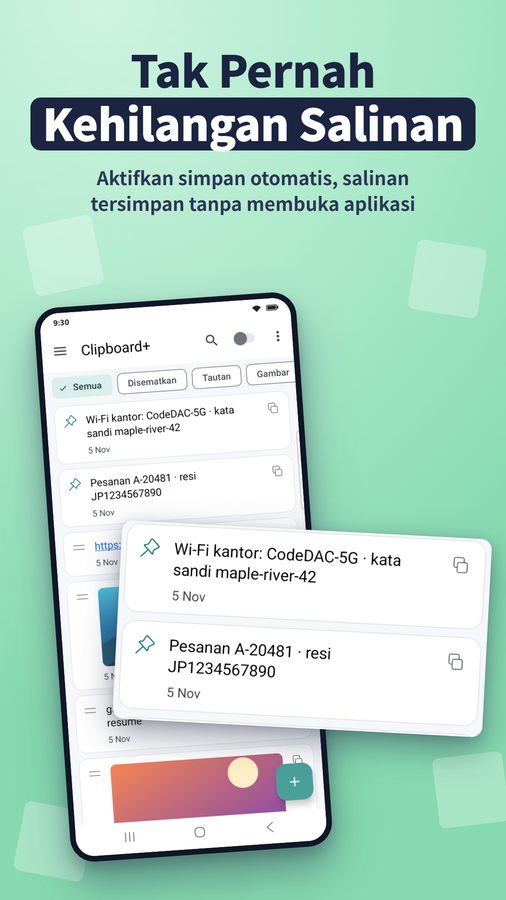 Tak Pernah
Kehilangan Salinan
Aktifkan simpan otomatis, salinan
tersimpan tanpa membuka aplikasi
9:30
Clipboard+
Semua
Disematkan
Tautan
Gambar
Wi-Fi kantor: CodeDAC-5G · kata
sandi maple-river-42
5 Nov
Pesanan A-20481 · resi
JP1234567890
5 Nov
https:
5 Nov
resume
5 Nov
Wi-Fi kantor: CodeDAC-5G · kata
sandi maple-river-42
5 Nov
Pesanan A-20481 · resi
JP1234567890
5 Nov